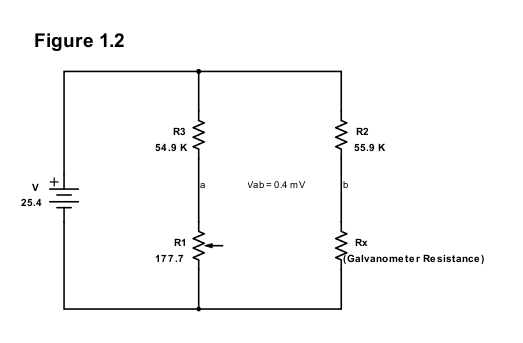 Figure 1.2
R3
54.9 K
R2
55.9 K
+
V
25.4
a
Vab = 0.4 mV
b
R1
177.7
Rx
(Galvanometer Resistance)